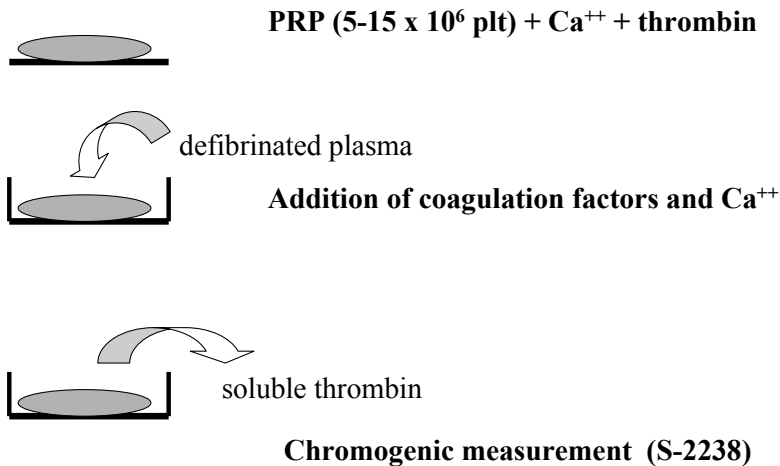 PRP (5-15 x 10⁶ plt) + Ca⁺⁺ + thrombin
defibrinated plasma
Addition of coagulation factors and Ca⁺⁺
soluble thrombin
Chromogenic measurement (S-2238)